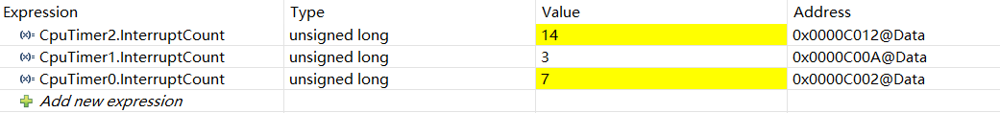 Expression Type Value Address
(x)= CpuTimer2.InterruptCount unsigned long 14 0x0000C012@Data
(x)= CpuTimer1.InterruptCount unsigned long 3 0x0000C00A@Data
(x)= CpuTimer0.InterruptCount unsigned long 7 0x0000C002@Data
Add new expression